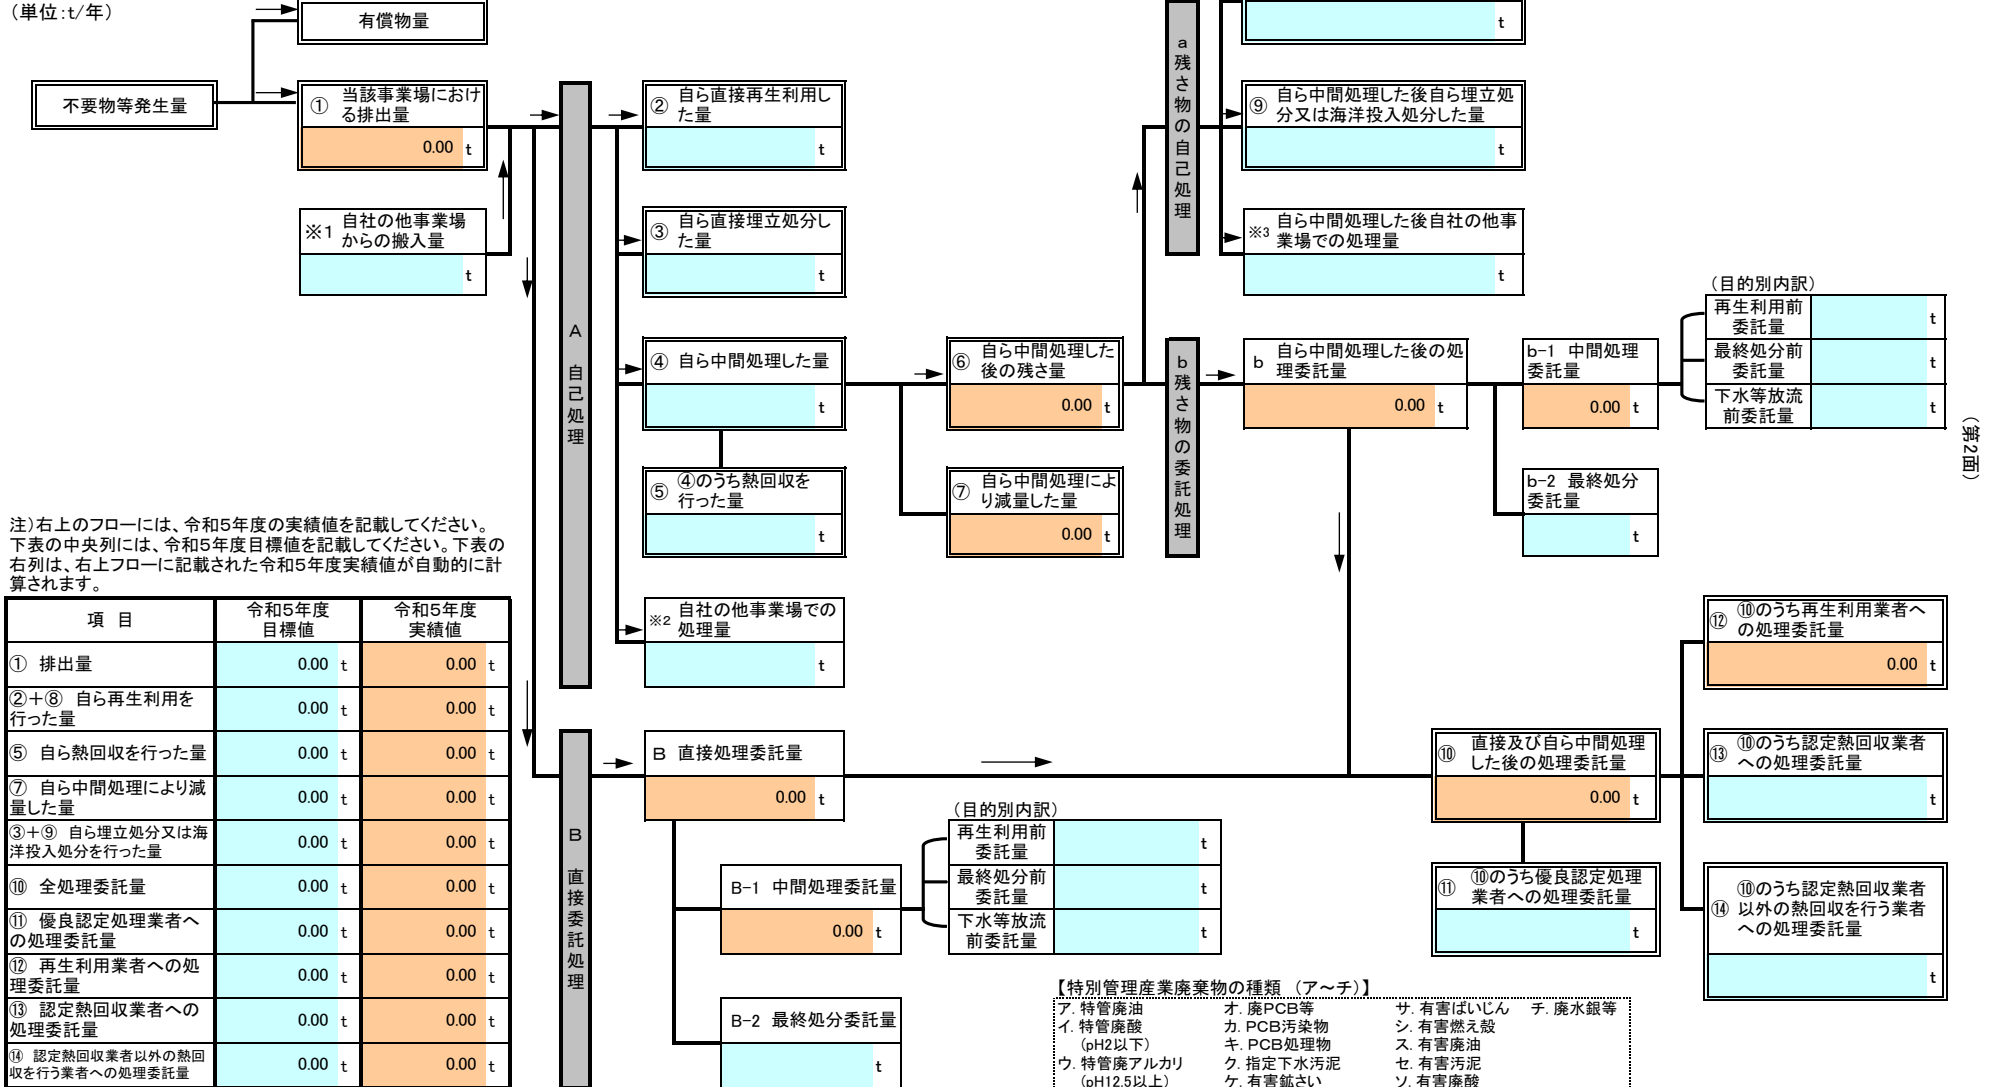 （単位:t/年）
有償物量
不要物等発生量
① 当該事業場におけ
る排出量
0.00 t
※1 自社の他事業場
からの搬入量
t
A 自己処理
② 自ら直接再生利用し
た量
t
③ 自ら直接埋立処分し
た量
t
④ 自ら中間処理した量
t
⑤ ④のうち熱回収を
行った量
t
※2 自社の他事業場での
処理量
t
⑥ 自ら中間処理した
後の残さ量
0.00 t
⑦ 自ら中間処理によ
り減量した量
0.00 t
a残さ物の自己処理
t
⑨ 自ら中間処理した後自ら埋立処
分又は海洋投入処分した量
t
※3 自ら中間処理した後自社の他事
業場での処理量
t
b残さ物の委託処理
b 自ら中間処理した後の処
理委託量
0.00 t
b-1 中間処理
委託量
0.00 t
（目的別内訳）
再生利用前
委託量
t
最終処分前
委託量
t
下水等放流
前委託量
t
b-2 最終処分
委託量
t
（第2面）
注）右上のフローには、令和5年度の実績値を記載してください。
下表の中央列には、令和5年度目標値を記載してください。下表の
右列は、右上フローに記載された令和5年度実績値が自動的に計
算されます。
項 目
令和5年度
目標値
令和5年度
実績値
① 排出量
0.00 t 0.00 t
②＋⑧ 自ら再生利用を
行った量
0.00 t 0.00 t
⑤ 自ら熱回収を行った量
0.00 t 0.00 t
⑦ 自ら中間処理により減
量した量
0.00 t 0.00 t
③＋⑨ 自ら埋立処分又は海
洋投入処分を行った量
0.00 t 0.00 t
⑩ 全処理委託量
0.00 t 0.00 t
⑪ 優良認定処理業者へ
の処理委託量
0.00 t 0.00 t
⑫ 再生利用業者への処
理委託量
0.00 t 0.00 t
⑬ 認定熱回収業者への
処理委託量
0.00 t 0.00 t
⑭ 認定熱回収業者以外の熱回
収を行う業者への処理委託量
0.00 t 0.00 t
B 直接委託処理
B 直接処理委託量
0.00 t
B-1 中間処理委託量
0.00 t
（目的別内訳）
再生利用前
委託量
t
最終処分前
委託量
t
下水等放流
前委託量
t
B-2 最終処分委託量
t
⑩ 直接及び自ら中間処理
した後の処理委託量
0.00 t
⑪ ⑩のうち優良認定処理
業者への処理委託量
t
⑫ ⑩のうち再生利用業者へ
の処理委託量
0.00 t
⑬ ⑩のうち認定熱回収業者
への処理委託量
t
⑭ ⑩のうち認定熱回収業者
以外の熱回収を行う業者
への処理委託量
t
【特別管理産業廃棄物の種類 （ア～チ）】
ア. 特管廃油 オ. 廃PCB等 サ. 有害ばいじん チ. 廃水銀等
イ. 特管廃酸 カ. PCB汚染物 シ. 有害燃え殻
（pH2以下） キ. PCB処理物 ス. 有害廃油
ウ. 特管廃アルカリ ク. 指定下水汚泥 セ. 有害汚泥
（pH12.5以上） ケ. 有害鉱さい ソ. 有害廃酸